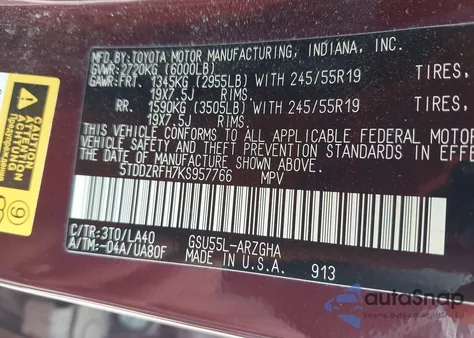 MFD. BY: TOYOTA MOTOR MANUFACTURING, INDIANA, INC.
GVWR: 2720KG (6000LB)
GAWR:FRT. 1345KG (2955LB) WITH 245/55R19 TIRES,
19X7.5J RIMS.
RR. 1590KG (3505LB) WITH 245/55R19 TIRES,
19X7.5J RIMS.
THIS VEHICLE CONFORMS TO ALL APPLICABLE FEDERAL MOTOR
VEHICLE SAFETY AND THEFT PREVENTION STANDARDS IN EFFE
OF MANUFACTURE SHOWN ABOVE.
5TDDZRFH7KS957766 MPV
C/TR:3T0/LA40 GSU55L-ARZGHA
A/TM:-04A/UA80F MADE IN U.S.A. 913
9
autoSnap